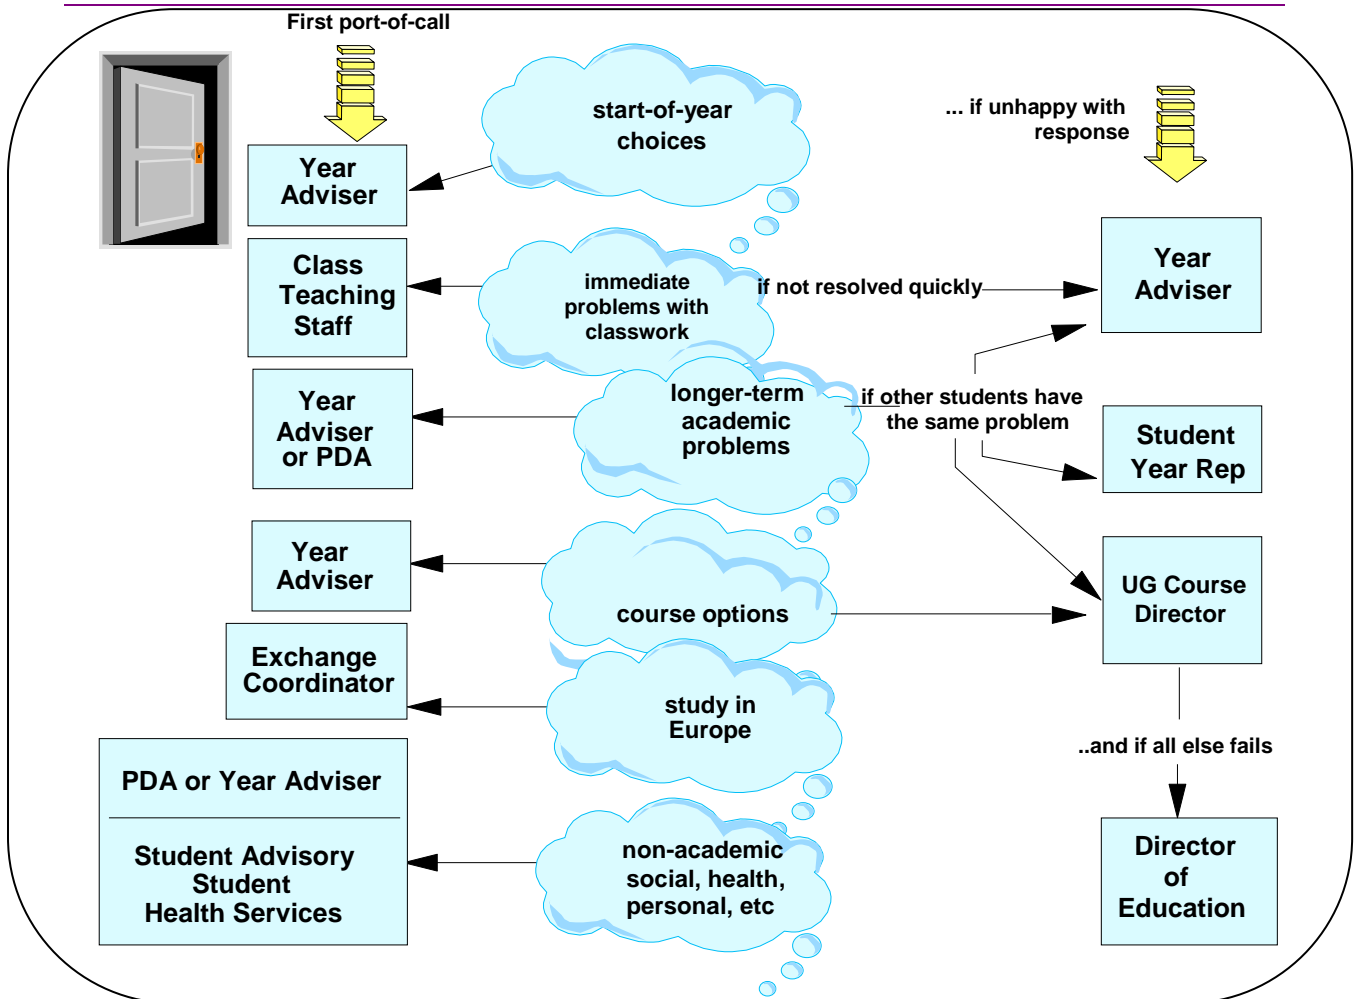 First port-of-call
start-of-year
choices
... if unhappy with
response
Year
Adviser
Class
Teaching
Staff
immediate
problems with
classwork
if not resolved quickly
Year
Adviser
Year
Adviser
or PDA
longer-term
academic
problems
if other students have
the same problem
Student
Year Rep
Year
Adviser
course options
UG Course
Director
Exchange
Coordinator
study in
Europe
..and if all else fails
PDA or Year Adviser
Student Advisory
Student
Health Services
non-academic
social, health,
personal, etc
Director
of
Education